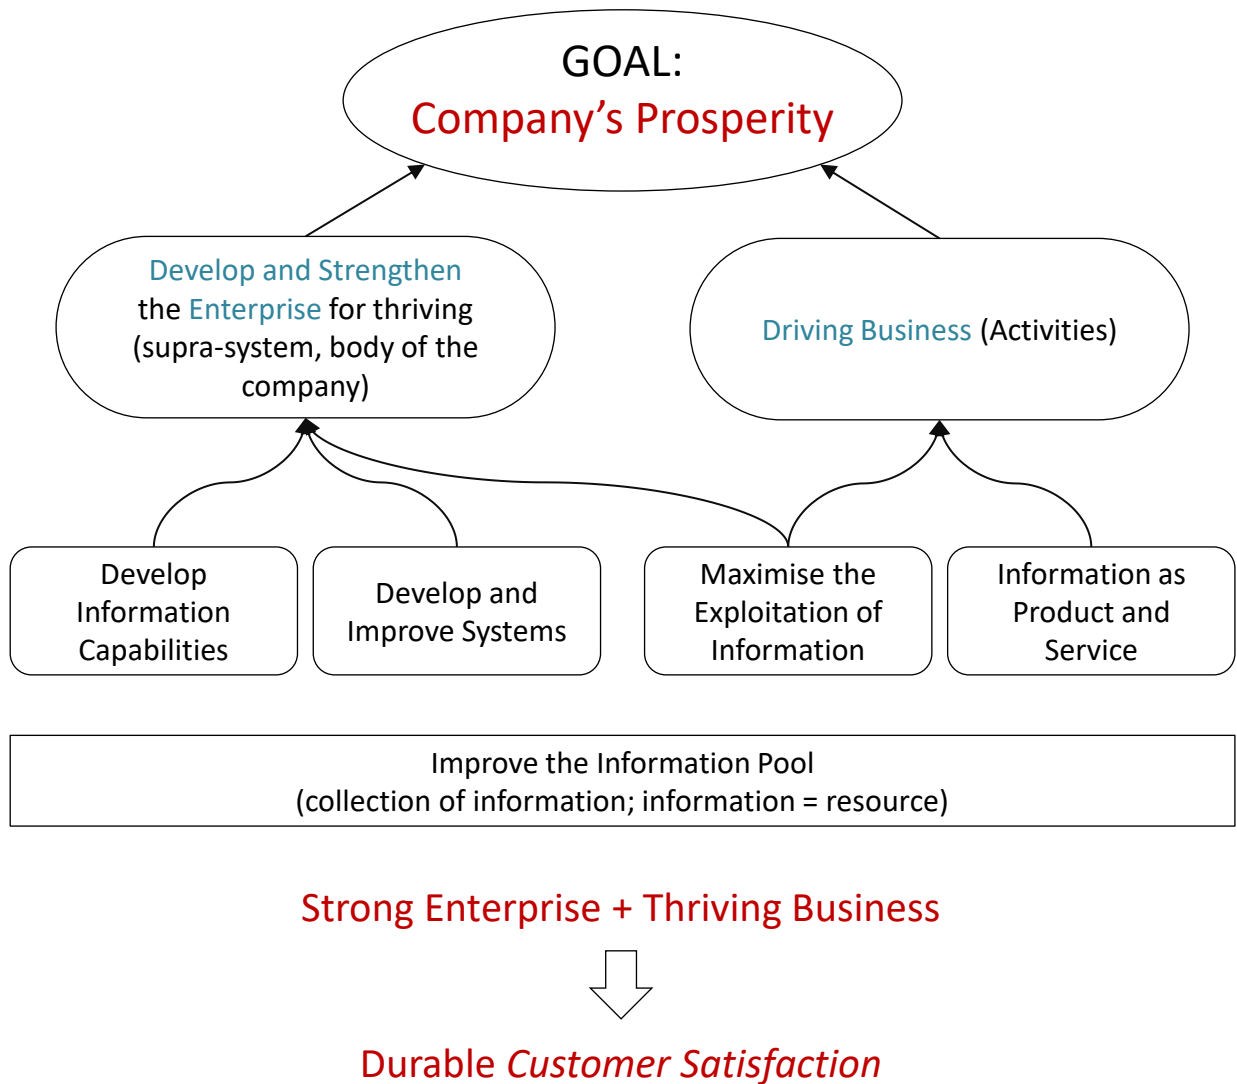 GOAL:
Company’s Prosperity
Develop and Strengthen
the Enterprise for thriving
(supra-system, body of the
company)
Driving Business (Activities)
Develop
Information
Capabilities
Develop and
Improve Systems
Maximise the
Exploitation of
Information
Information as
Product and
Service
Improve the Information Pool
(collection of information; information = resource)
Strong Enterprise + Thriving Business
Durable Customer Satisfaction